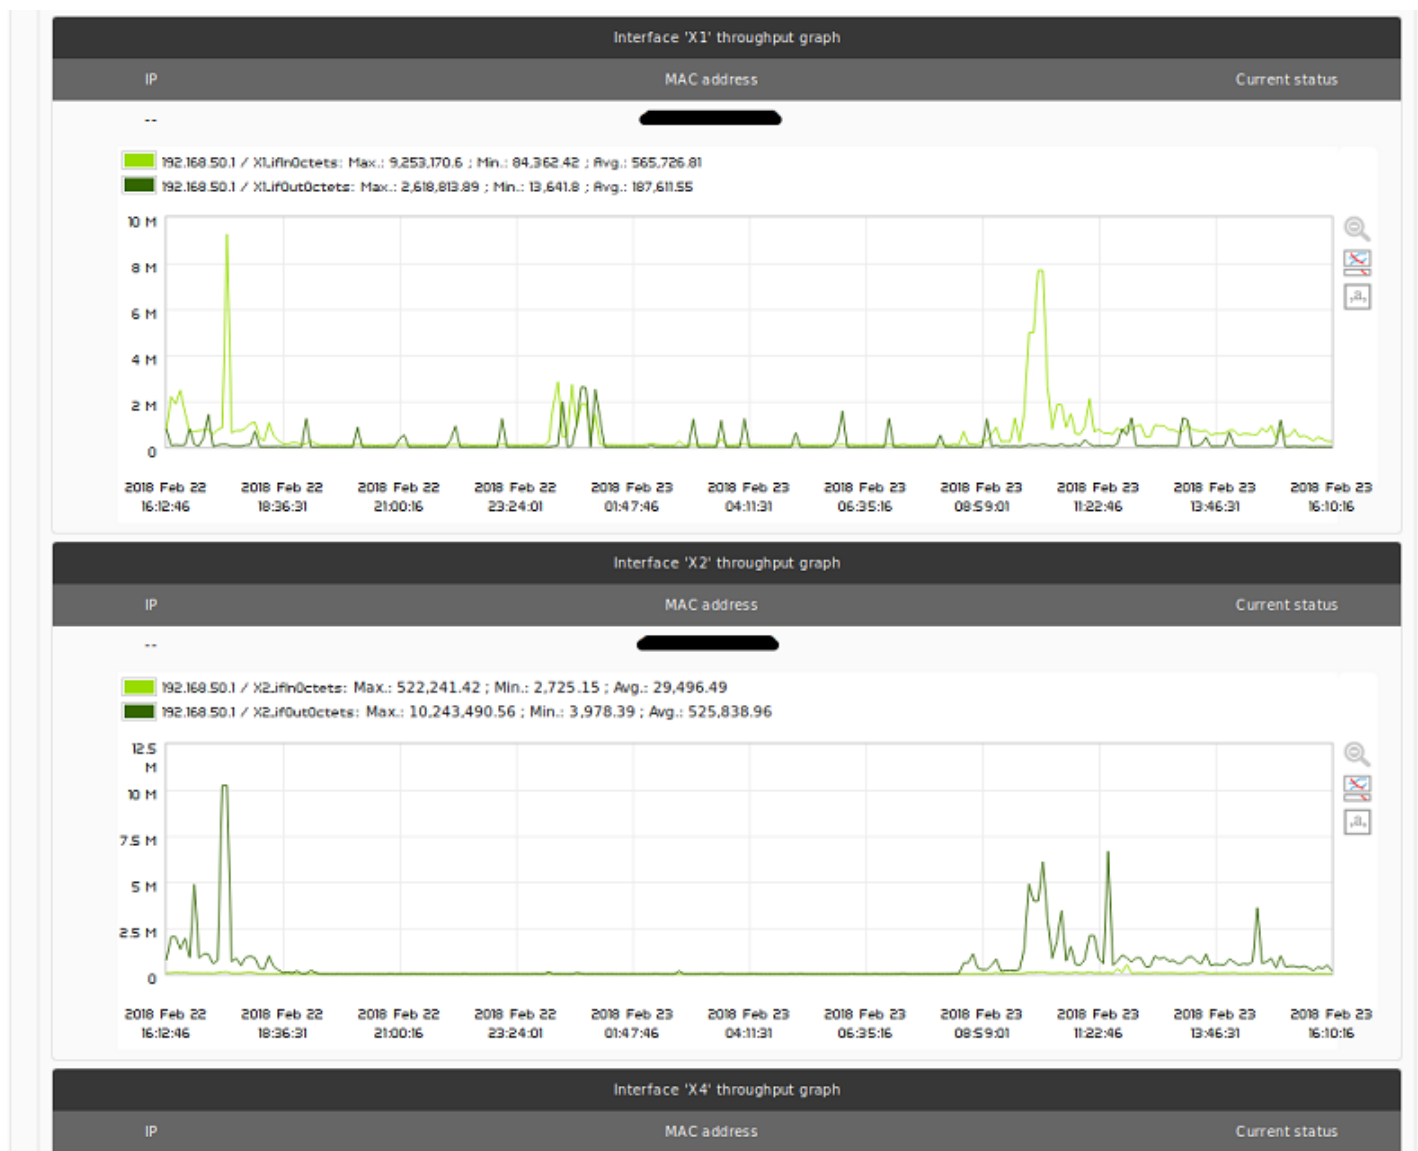 Interface 'X1' throughput graph
IP MAC address Current status
--
192.168.50.1 / X1.ifInOctets: Max.: 9,253,170.6 ; Min.: 84,362.42 ; Avg.: 565,726.81
192.168.50.1 / X1.ifOutOctets: Max.: 2,618,813.89 ; Min.: 13,641.8 ; Avg.: 187,611.55
10 M
8 M
6 M
4 M
2 M
0
2018 Feb 22 2018 Feb 22 2018 Feb 22 2018 Feb 22 2018 Feb 23 2018 Feb 23 2018 Feb 23 2018 Feb 23 2018 Feb 23 2018 Feb 23 2018 Feb 23
16:12:46 18:36:31 21:00:16 23:24:01 01:47:46 04:11:31 06:35:16 08:59:01 11:22:46 13:46:31 16:10:16
,a,
Interface 'X2' throughput graph
IP MAC address Current status
--
192.168.50.1 / X2.ifInOctets: Max.: 522,241.42 ; Min.: 2,725.15 ; Avg.: 29,496.49
192.168.50.1 / X2.ifOutOctets: Max.: 10,243,490.56 ; Min.: 3,978.39 ; Avg.: 525,838.96
12.5
M
10 M
7.5 M
5 M
2.5 M
0
2018 Feb 22 2018 Feb 22 2018 Feb 22 2018 Feb 22 2018 Feb 23 2018 Feb 23 2018 Feb 23 2018 Feb 23 2018 Feb 23 2018 Feb 23 2018 Feb 23
16:12:46 18:36:31 21:00:16 23:24:01 01:47:46 04:11:31 06:35:16 08:59:01 11:22:46 13:46:31 16:10:16
,a,
Interface 'X4' throughput graph
IP MAC address Current status